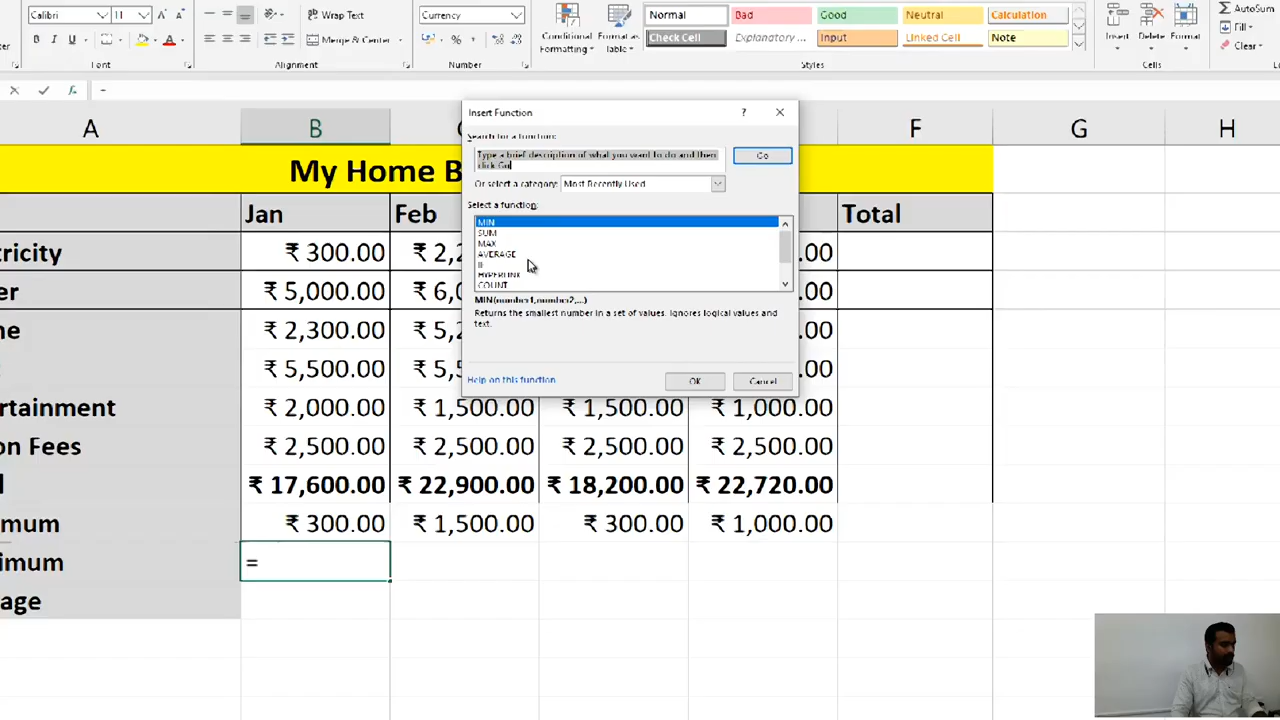 Calibri 11 A A Wrap Text Currency Normal Bad Good Neutral Calculation AutoSum
B I U A Merge & Center % Conditional Formatting Format as Table Check Cell Explanatory ... Input Linked Cell Note Insert Delete Format Fill
Clear
Font Alignment Number Styles Cells
=
Insert Function ?
Search for a function:
Type a brief description of what you want to do and then
click Go
Go
Or select a category: Most Recently Used
Select a function:
MIN
SUM
MAX
AVERAGE
IF
HYPERLINK
COUNT
MIN(number1,number2,...)
Returns the smallest number in a set of values. Ignores logical values and
text.
Help on this function OK Cancel
A B F G H
My Home B
Jan Feb Total
tricity ₹ 300.00 ₹ 2,2 .00
er ₹ 5,000.00 ₹ 6,0 .00
ne ₹ 2,300.00 ₹ 5,2 .00
₹ 5,500.00 ₹ 5,5 .00
rtainment ₹ 2,000.00 ₹ 1,500.00 ₹ 1,500.00 ₹ 1,000.00
on Fees ₹ 2,500.00 ₹ 2,500.00 ₹ 2,500.00 ₹ 2,500.00
₹ 17,600.00 ₹ 22,900.00 ₹ 18,200.00 ₹ 22,720.00
mum ₹ 300.00 ₹ 1,500.00 ₹ 300.00 ₹ 1,000.00
imum =
age